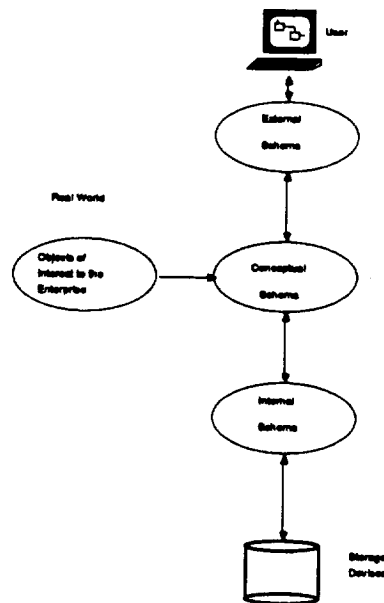 User
External
Schema
Real World
Objects of
Interest to the
Enterprise
Conceptual
Schema
Internal
Schema
Storage
Devices